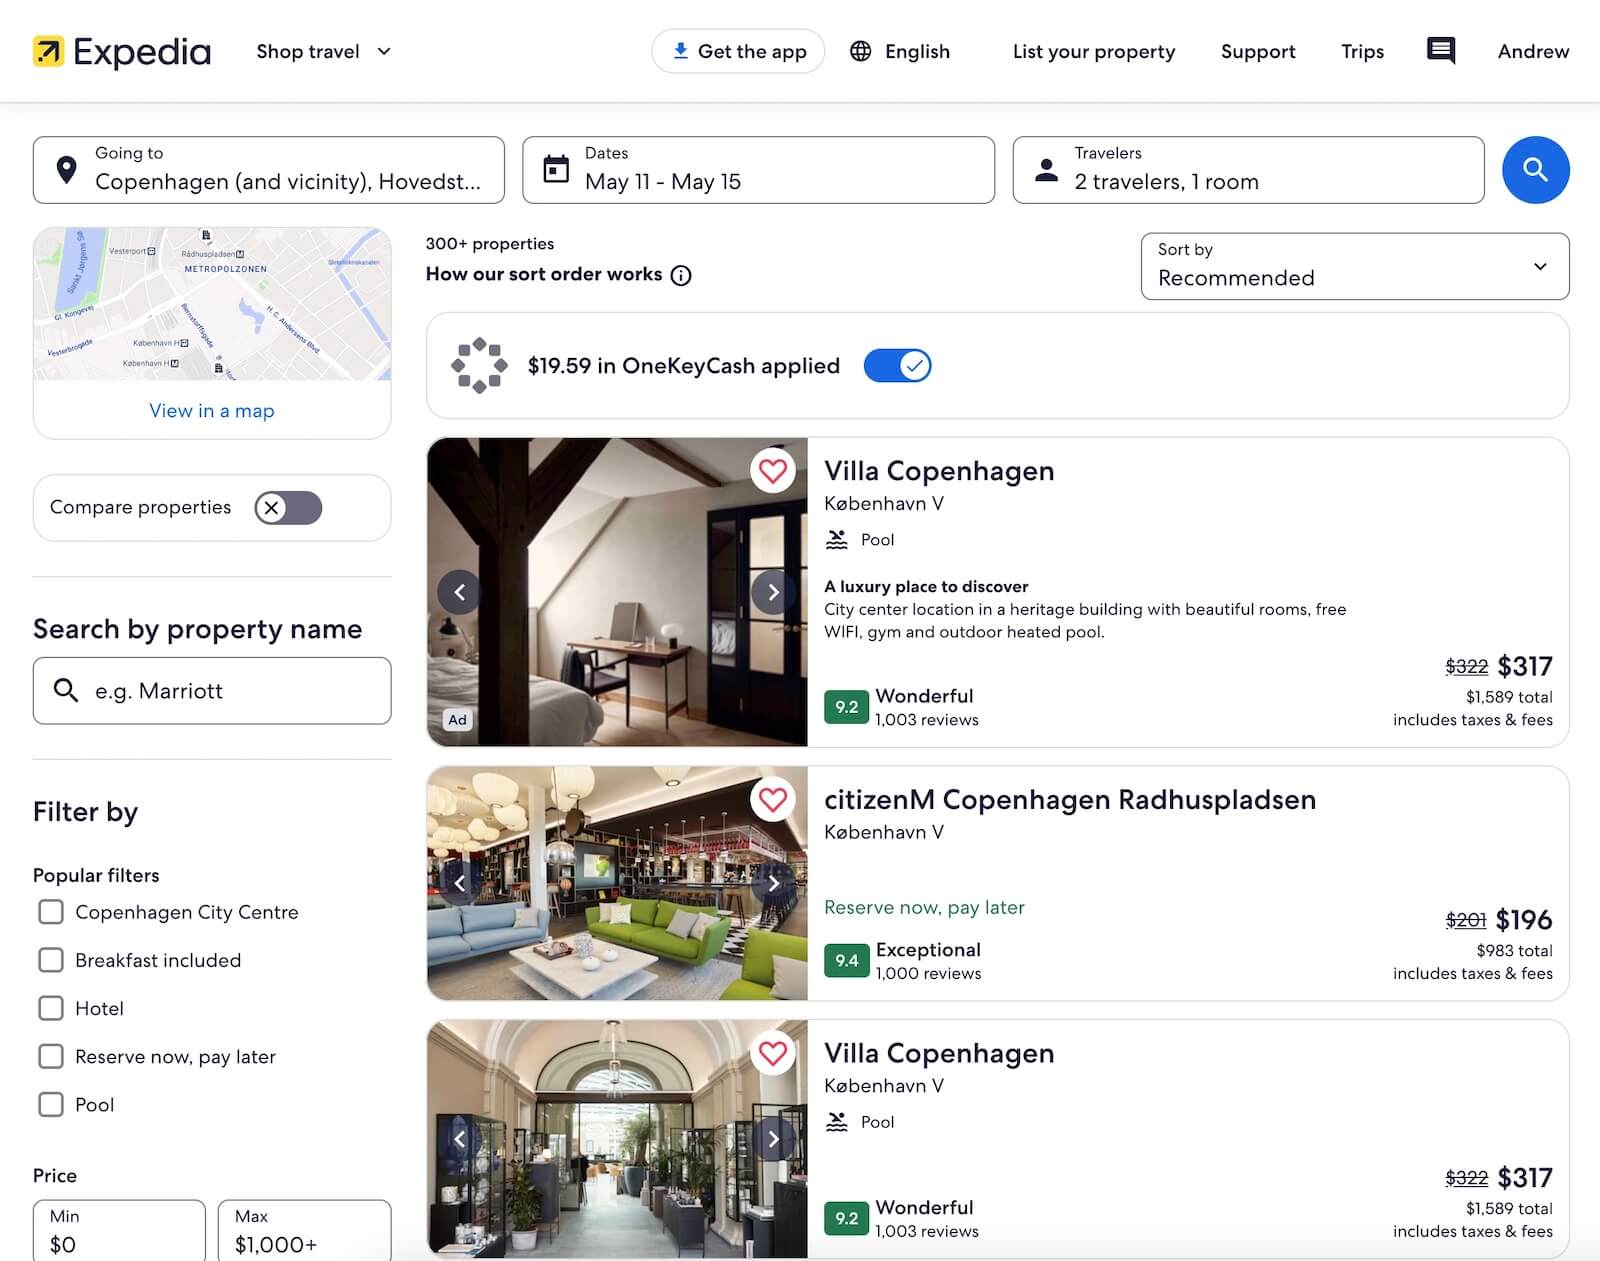 Expedia
Shop travel
Get the app
English
List your property
Support
Trips
Andrew
Going to
Copenhagen (and vicinity), Hovedst...
Dates
May 11 - May 15
Travelers
2 travelers, 1 room
Vesterport
Rådhuspladsen
METROPOLZONEN
Sankt Jørgens Sø
Gl. Kongevej
Vesterbrogade
Bernstorffsgade
H. C. Andersens Blvd.
København H
København H
View in a map
Compare properties
Search by property name
e.g. Marriott
Filter by
Popular filters
Copenhagen City Centre
Breakfast included
Hotel
Reserve now, pay later
Pool
Price
Min
$0
Max
$1,000+
300+ properties
How our sort order works
Sort by
Recommended
$19.59 in OneKeyCash applied
Ad
Villa Copenhagen
København V
Pool
A luxury place to discover
City center location in a heritage building with beautiful rooms, free
WIFI, gym and outdoor heated pool.
9.2
Wonderful
1,003 reviews
$322 $317
$1,589 total
includes taxes & fees
citizenM Copenhagen Radhuspladsen
København V
Reserve now, pay later
9.4
Exceptional
1,000 reviews
$201 $196
$983 total
includes taxes & fees
Villa Copenhagen
København V
Pool
9.2
Wonderful
1,003 reviews
$322 $317
$1,589 total
includes taxes & fees